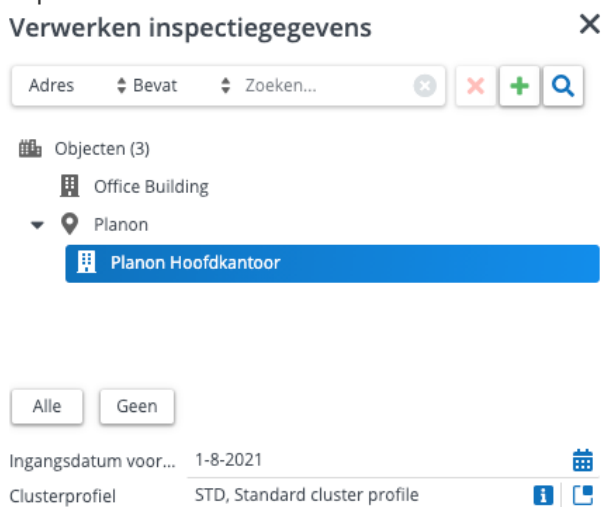 Verwerken inspectiegegevens
Adres Bevat Zoeken...
Objecten (3)
Office Building
Planon
Planon Hoofdkantoor
Alle Geen
Ingangsdatum voor... 1-8-2021
Clusterprofiel STD, Standard cluster profile